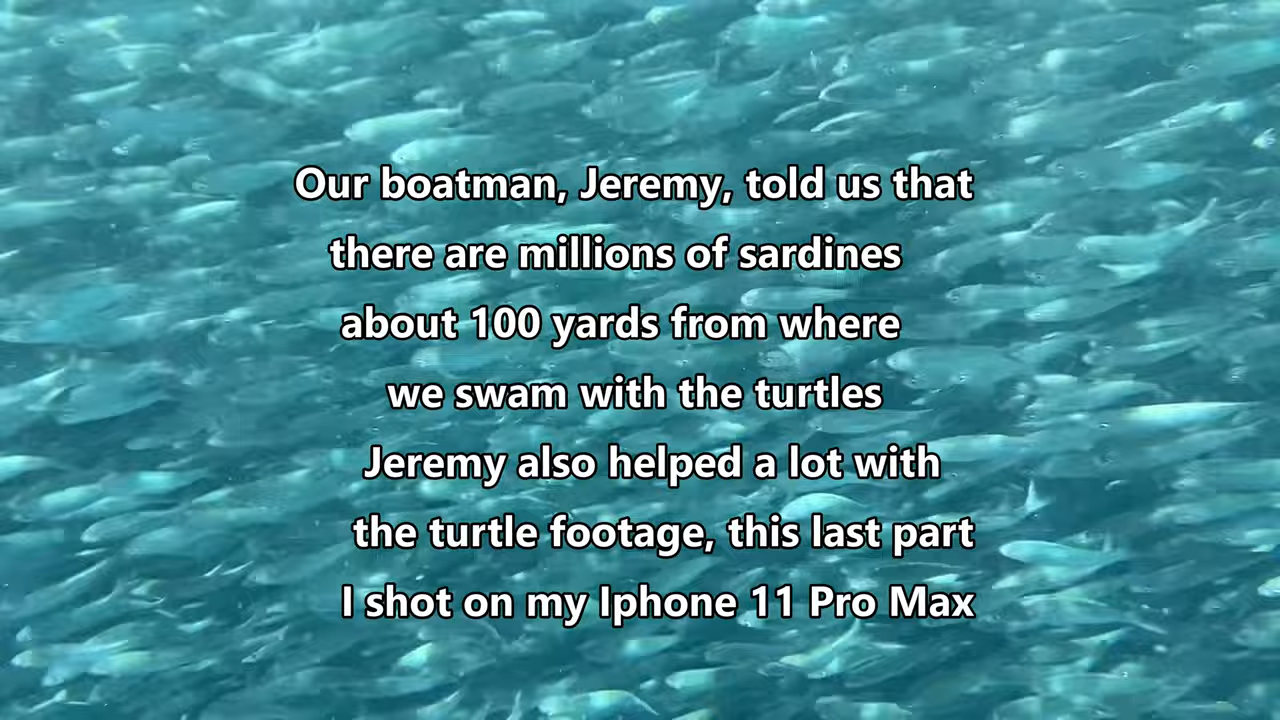 Our boatman, Jeremy, told us that
there are millions of sardines
about 100 yards from where
we swam with the turtles
Jeremy also helped a lot with
the turtle footage, this last part
I shot on my Iphone 11 Pro Max